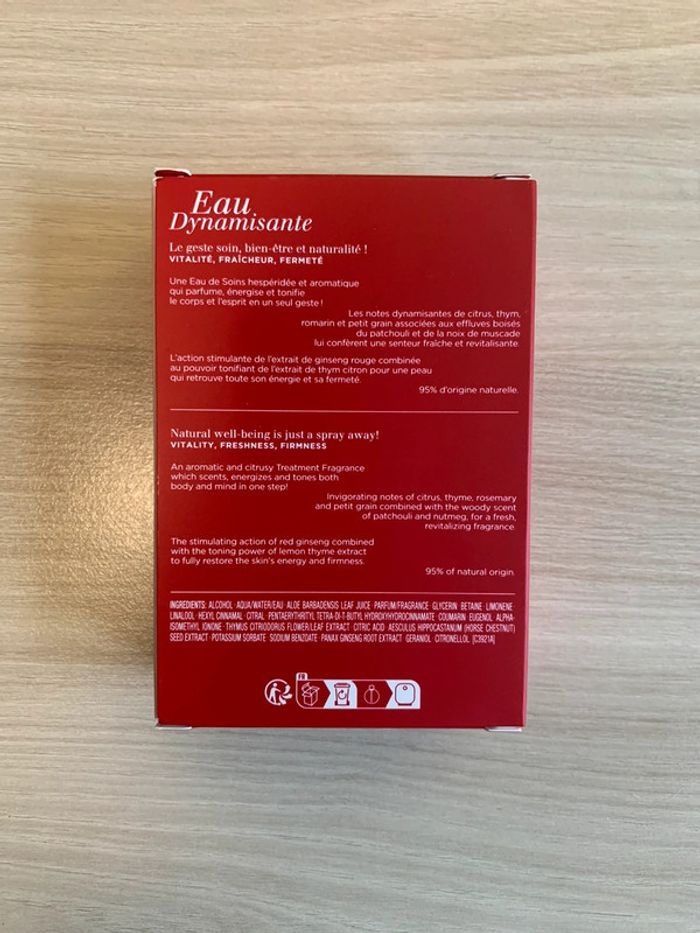 Eau
Dynamisante
Le geste soin, bien-être et naturalité !
VITALITÉ, FRAÎCHEUR, FERMETÉ
Une Eau de Soins hespéridée et aromatique
qui parfume, énergise et tonifie
le corps et l'esprit en un seul geste !
Les notes dynamisantes de citrus, thym,
romarin et petit grain associées aux effluves boisés
du patchouli et de la noix de muscade
lui confèrent une senteur fraîche et revitalisante.
L'action stimulante de l'extrait de ginseng rouge combinée
au pouvoir tonifiant de l'extrait de thym citron pour une peau
qui retrouve toute son énergie et sa fermeté.
95% d'origine naturelle.
Natural well-being is just a spray away!
VITALITY, FRESHNESS, FIRMNESS
An aromatic and citrusy Treatment Fragrance
which scents, energizes and tones both
body and mind in one step!
Invigorating notes of citrus, thyme, rosemary
and petit grain combined with the woody scent
of patchouli and nutmeg, for a fresh,
revitalizing fragrance.
The stimulating action of red ginseng combined
with the toning power of lemon thyme extract
to fully restore the skin's energy and firmness.
95% of natural origin.
INGREDIENTS: ALCOHOL · AQUA/WATER/EAU · ALOE BARBADENSIS LEAF JUICE · PARFUM/FRAGRANCE · GLYCERIN · BETAINE · LIMONENE ·
LINALOOL · HEXYL CINNAMAL · CITRAL · PENTAERYTHRITYL TETRA-DI-T-BUTYL HYDROXYHYDROCINNAMATE · COUMARIN · EUGENOL · ALPHA-
ISOMETHYL IONONE · THYMUS CITRIODORUS FLOWER/LEAF EXTRACT · CITRIC ACID · AESCULUS HIPPOCASTANUM (HORSE CHESTNUT)
SEED EXTRACT · POTASSIUM SORBATE · SODIUM BENZOATE · PANAX GINSENG ROOT EXTRACT · GERANIOL · CITRONELLOL [C3921A]
FR